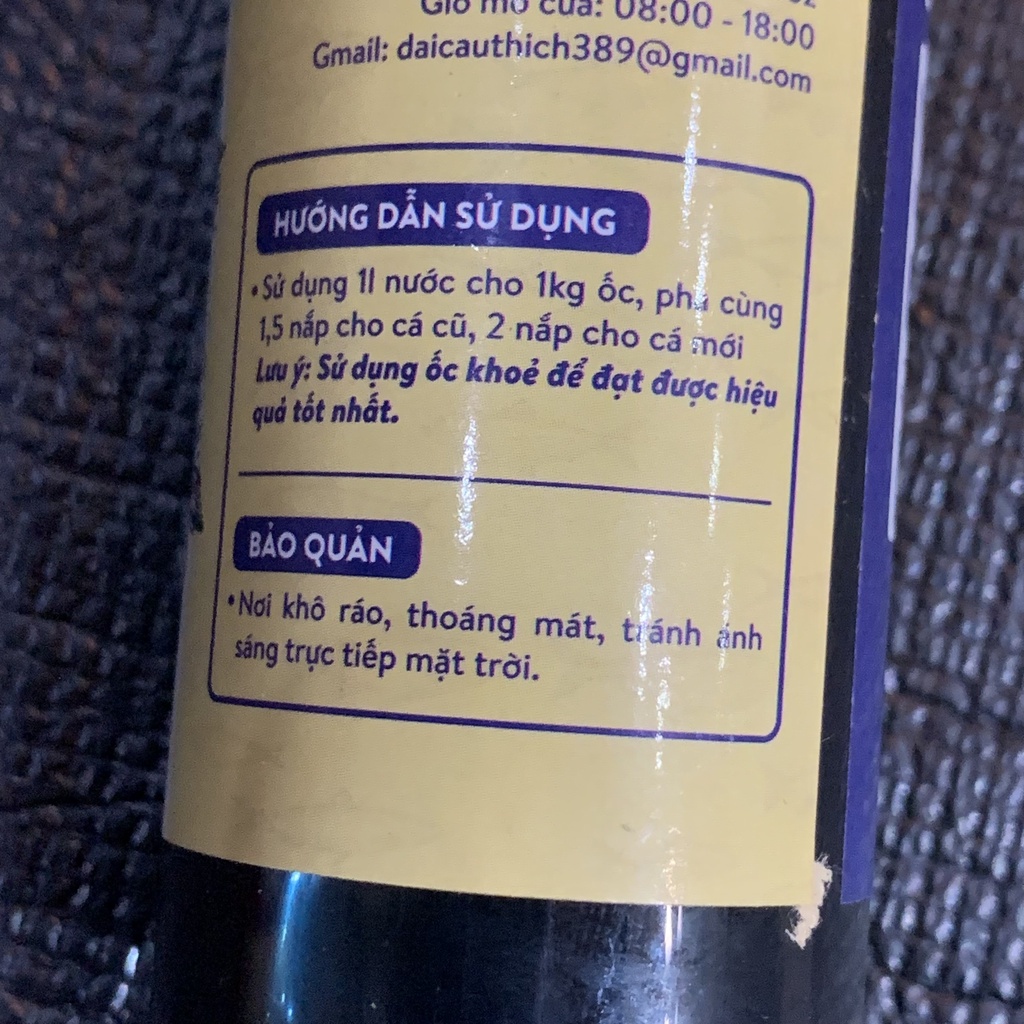 Giờ mở cửa: 08:00 - 18:00
Gmail: daicauthich389@gmail.com
HƯỚNG DẪN SỬ DỤNG
•Sử dụng 1l nước cho 1kg ốc, pha cùng
1,5 nắp cho cá cũ, 2 nắp cho cá mới
Lưu ý: Sử dụng ốc khoẻ để đạt được hiệu
quả tốt nhất.
BẢO QUẢN
•Nơi khô ráo, thoáng mát, tránh ánh
sáng trực tiếp mặt trời.